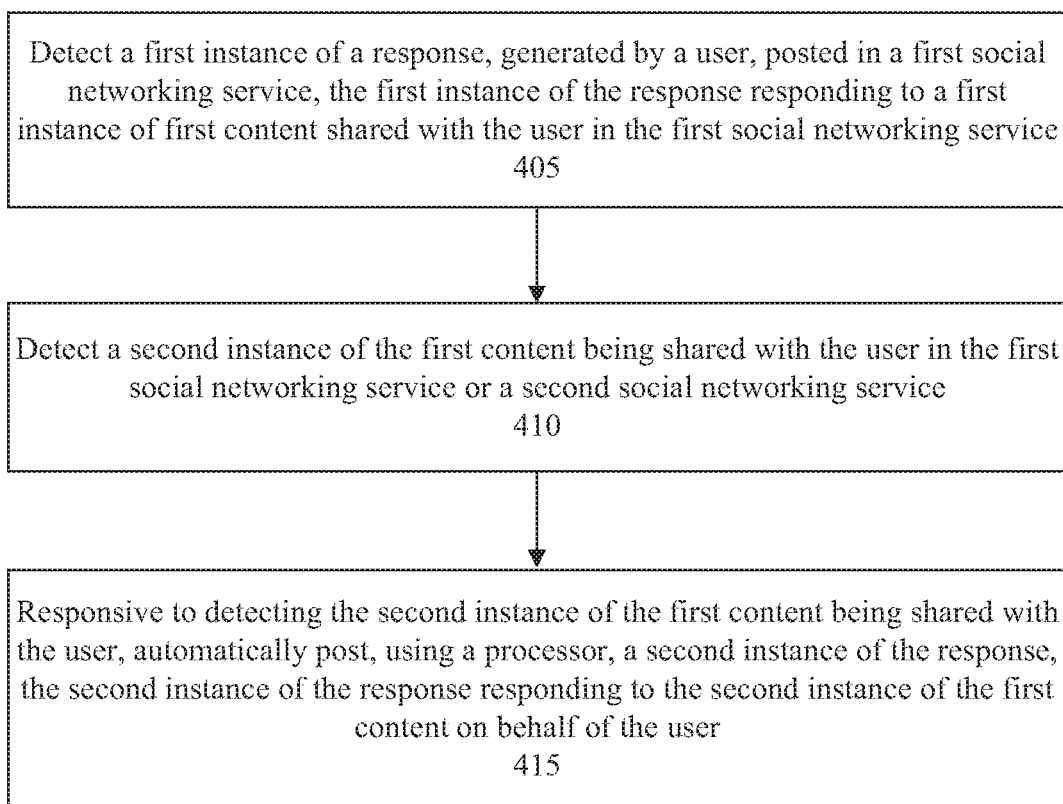 Detect a first instance of a response, generated by a user, posted in a first social
networking service, the first instance of the response responding to a first
instance of first content shared with the user in the first social networking service
405
Detect a second instance of the first content being shared with the user in the first
social networking service or a second social networking service
410
Responsive to detecting the second instance of the first content being shared with
the user, automatically post, using a processor, a second instance of the response,
the second instance of the response responding to the second instance of the first
content on behalf of the user
415